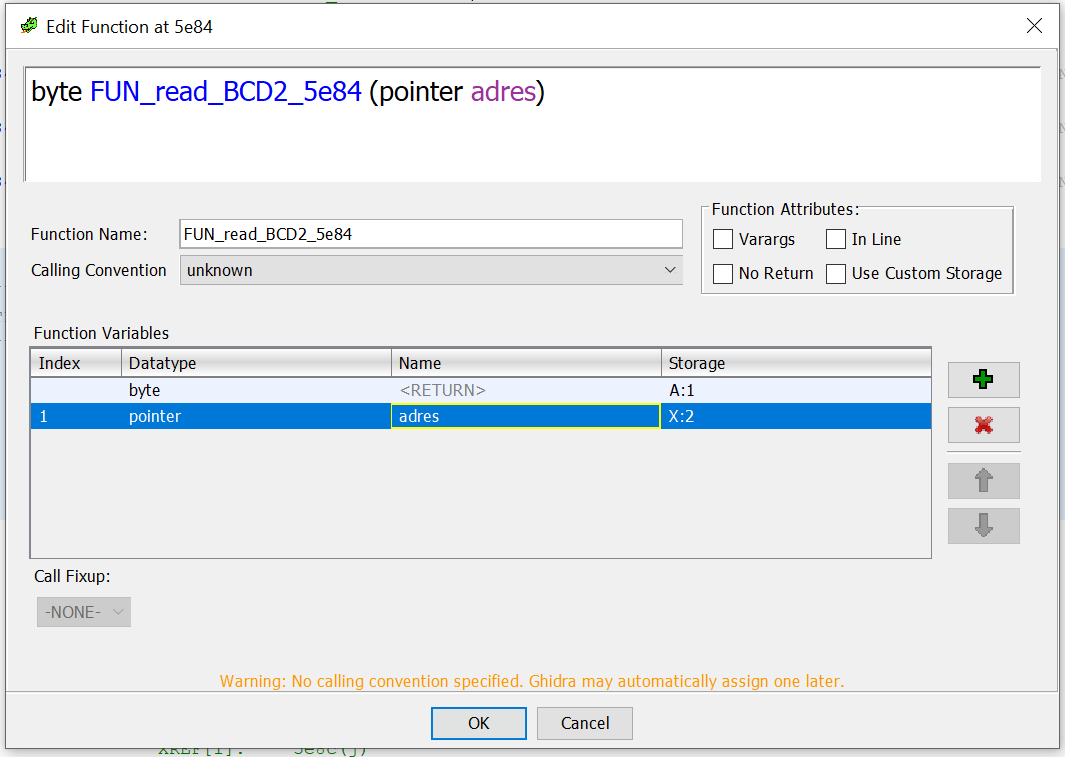 Edit Function at 5e84
byte FUN_read_BCD2_5e84 (pointer adres)
Function Name: FUN_read_BCD2_5e84
Calling Convention unknown
Function Attributes:
Varargs In Line
No Return Use Custom Storage
Function Variables
Index Datatype Name Storage
byte <RETURN> A:1
1 pointer adres X:2
Call Fixup:
-NONE-
Warning: No calling convention specified. Ghidra may automatically assign one later.
OK Cancel